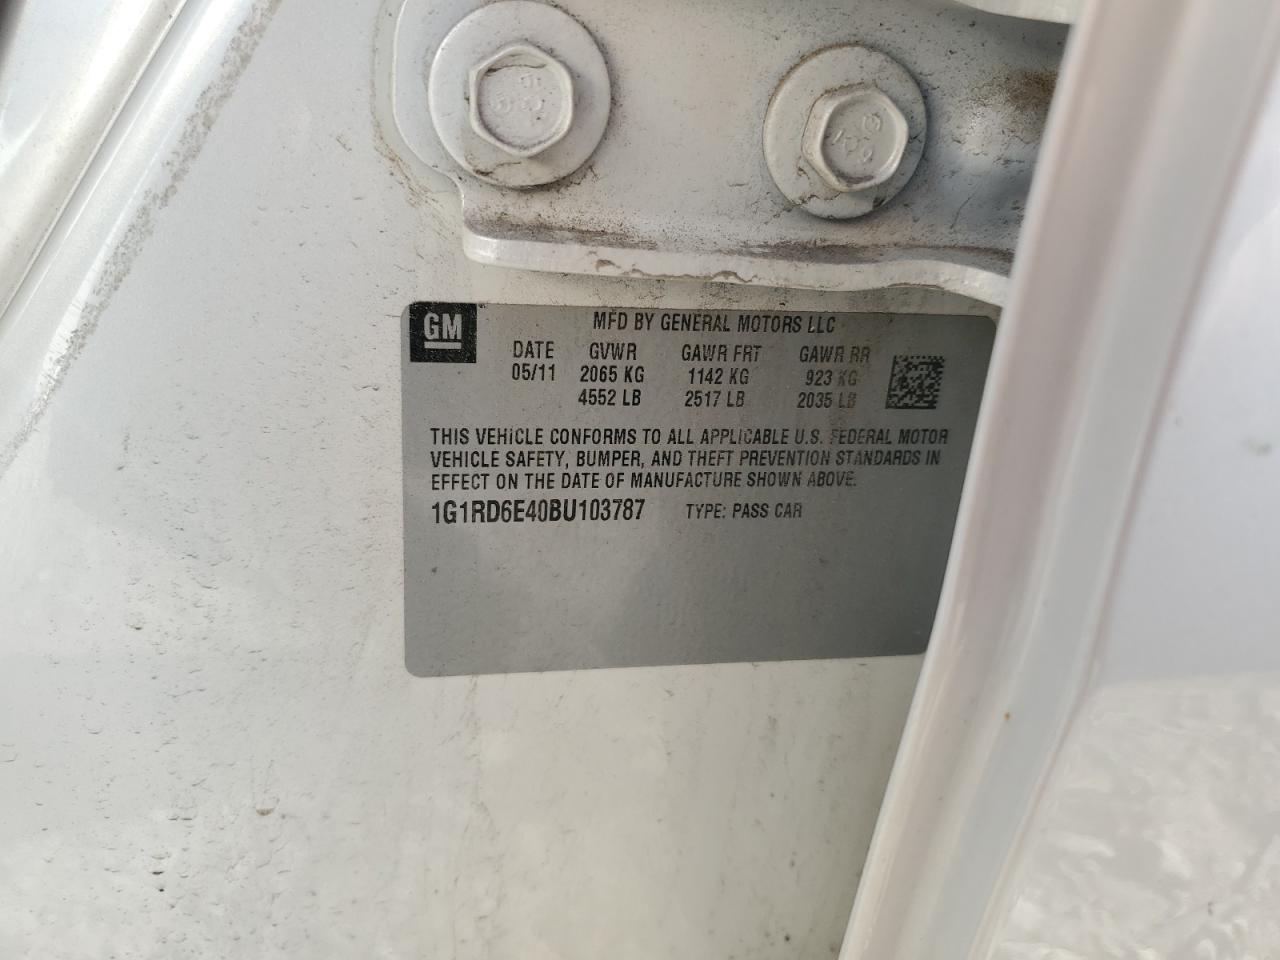 GM
MFD BY GENERAL MOTORS LLC
DATE GVWR GAWR FRT GAWR RR
05/11 2065 KG 1142 KG 923 KG
4552 LB 2517 LB 2035 LB
THIS VEHICLE CONFORMS TO ALL APPLICABLE U.S. FEDERAL MOTOR
VEHICLE SAFETY, BUMPER, AND THEFT PREVENTION STANDARDS IN
EFFECT ON THE DATE OF MANUFACTURE SHOWN ABOVE.
1G1RD6E40BU103787 TYPE: PASS CAR